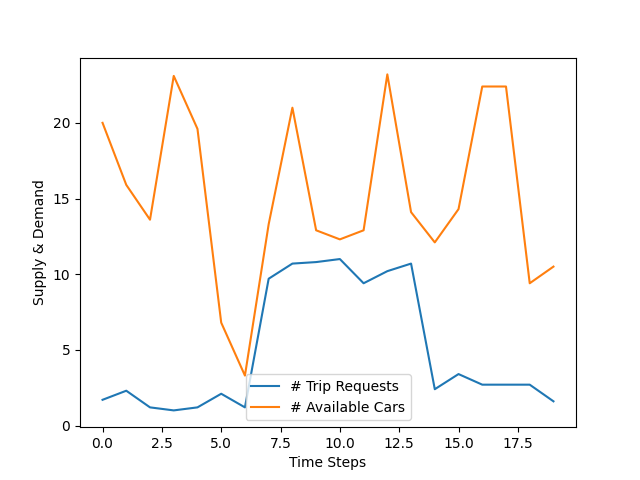 20
15
10
5
0
Supply & Demand
# Trip Requests
# Available Cars
0.0 2.5 5.0 7.5 10.0 12.5 15.0 17.5
Time Steps